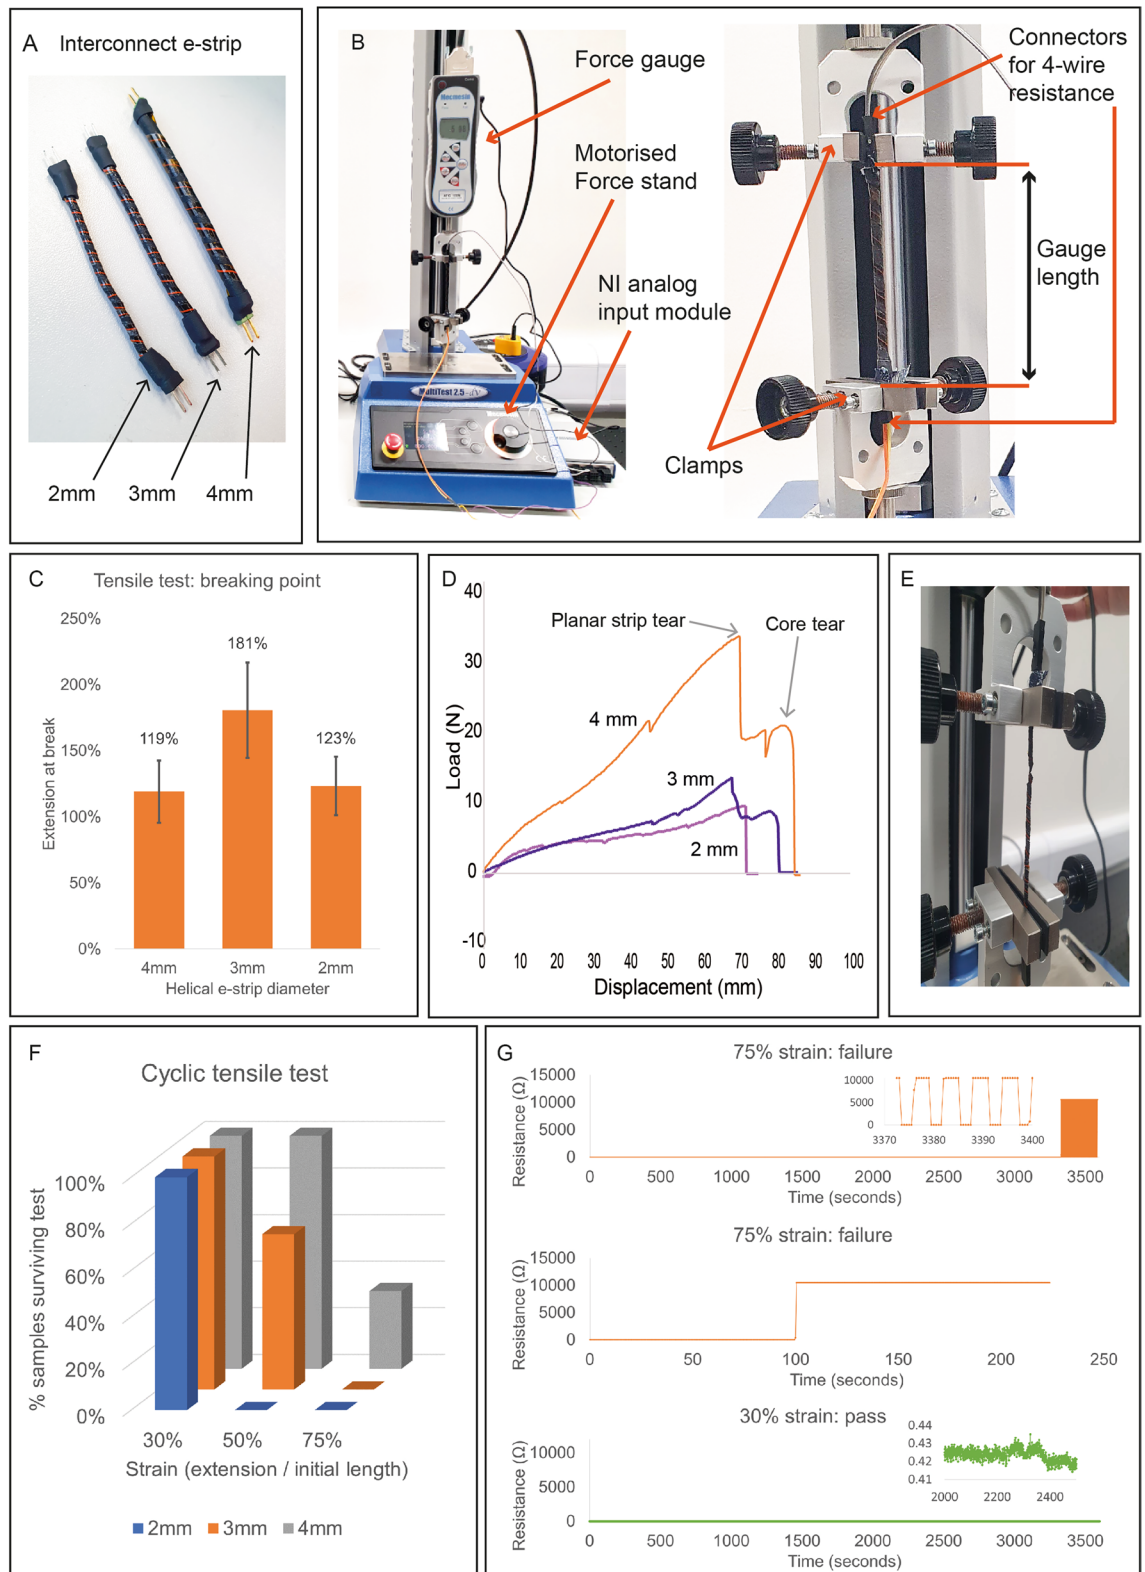 A
Interconnect e-strip
2mm
3mm
4mm
B
Force gauge
Motorised
Force stand
NI analog
input module
MultiTest 2.5
Connectors
for 4-wire
resistance
Gauge
length
Clamps
C
Tensile test: breaking point
Extension at break
250%
200%
150%
100%
50%
0%
119%
181%
123%
4mm
3mm
2mm
Helical e-strip diameter
D
Load (N)
40
30
20
10
0
-10
Planar strip tear
Core tear
4 mm
3 mm
2 mm
0 10 20 30 40 50 60 70 80 90 100
Displacement (mm)
E
F
Cyclic tensile test
% samples surviving test
100%
80%
60%
40%
20%
0%
30% 50% 75%
Strain (extension / initial length)
2mm 3mm 4mm
G
75% strain: failure
Resistance (Ω)
15000
10000
5000
0
10000
5000
0
3370 3380 3390 3400
0 500 1000 1500 2000 2500 3000 3500
Time (seconds)
75% strain: failure
Resistance (Ω)
15000
10000
5000
0
0 50 100 150 200 250
Time (seconds)
30% strain: pass
Resistance (Ω)
10000
5000
0
0.44
0.43
0.42
0.41
2000 2200 2400
0 500 1000 1500 2000 2500 3000 3500
Time (seconds)